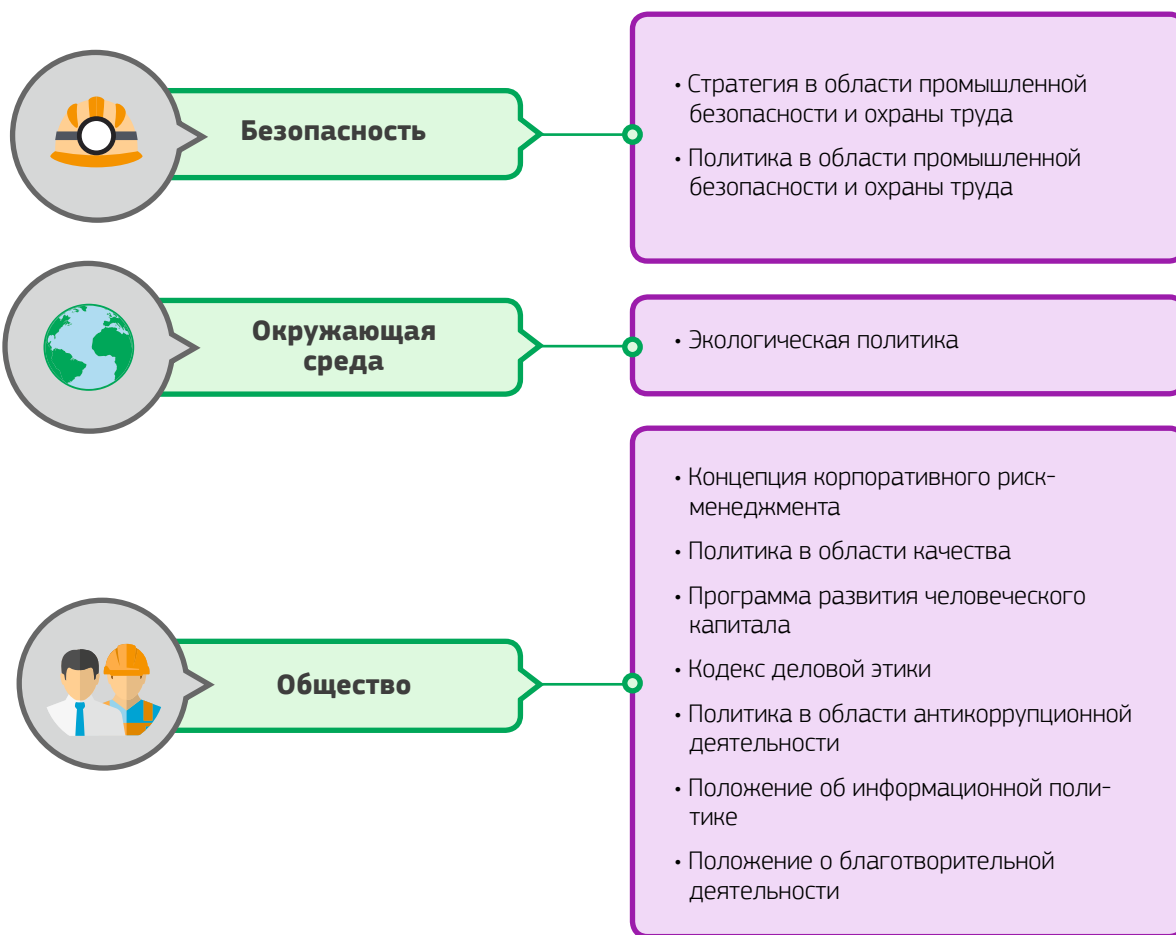 Безопасность
• Стратегия в области промышленной
безопасности и охраны труда
• Политика в области промышленной
безопасности и охраны труда
Окружающая
среда
• Экологическая политика
Общество
• Концепция корпоративного риск-
менеджмента
• Политика в области качества
• Программа развития человеческого
капитала
• Кодекс деловой этики
• Политика в области антикоррупционной
деятельности
• Положение об информационной поли-
тике
• Положение о благотворительной
деятельности